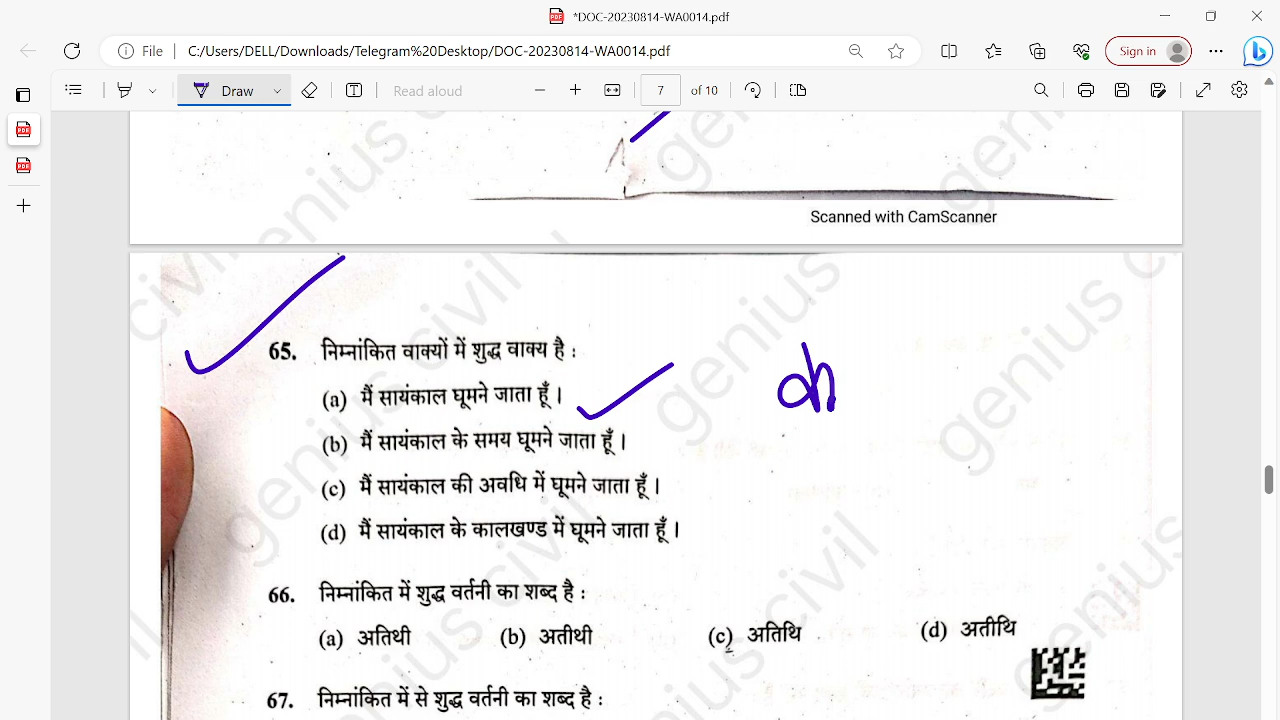 *DOC-20230814-WA0014.pdf
File C:/Users/DELL/Downloads/Telegram%20Desktop/DOC-20230814-WA0014.pdf Sign in
Draw Read aloud 7 of 10
Scanned with CamScanner
65. निम्नांकित वाक्यों में शुद्ध वाक्य है :
(a) मैं सायंकाल घूमने जाता हूँ ।
(b) मैं सायंकाल के समय घूमने जाता हूँ ।
(c) मैं सायंकाल की अवधि में घूमने जाता हूँ ।
(d) मैं सायंकाल के कालखण्ड में घूमने जाता हूँ ।
66. निम्नांकित में शुद्ध वर्तनी का शब्द है :
(a) अतिथी (b) अतीथी (c) अतिथि (d) अतीथि
67. निम्नांकित में से शुद्ध वर्तनी का शब्द है :
genius civil